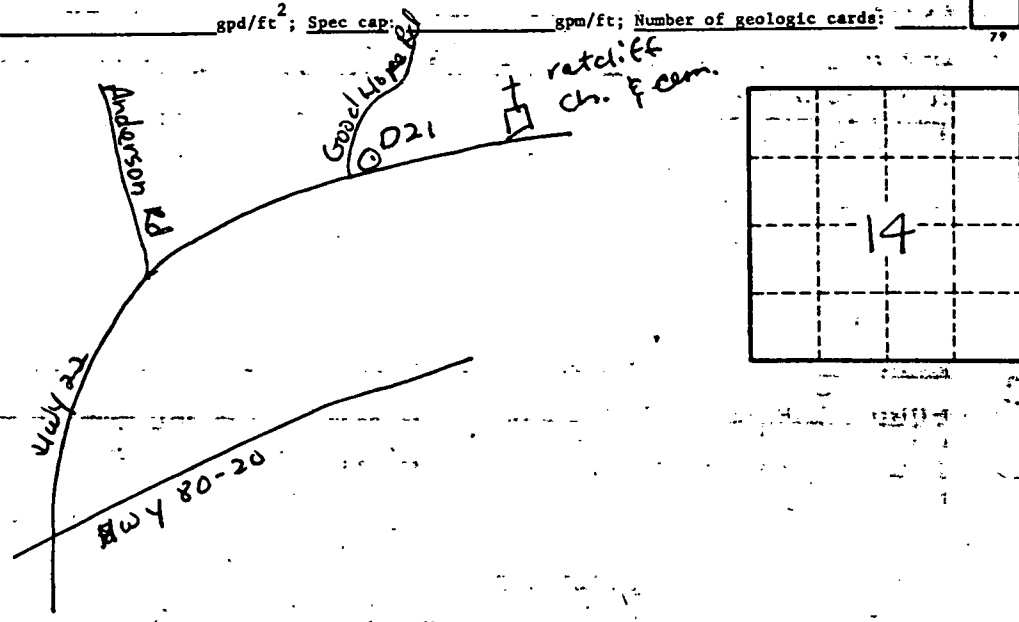 gpd/ft²; Spec cap: gpm/ft; Number of geologic cards:
79
ratcliff
ch. & cem.
Good Hope Rd
D21
Anderson Rd
14
Hwy 22
Hwy 80-20